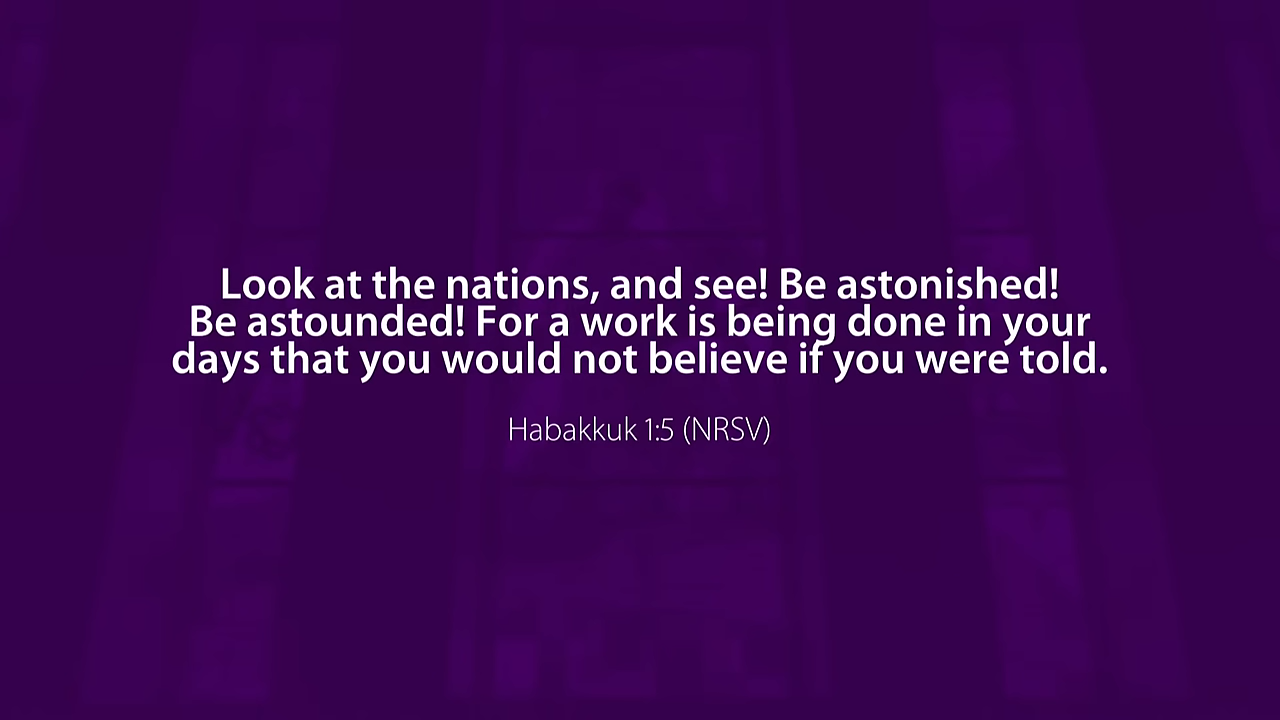 Look at the nations, and see! Be astonished!
Be astounded! For a work is being done in your
days that you would not believe if you were told.
Habakkuk 1:5 (NRSV)